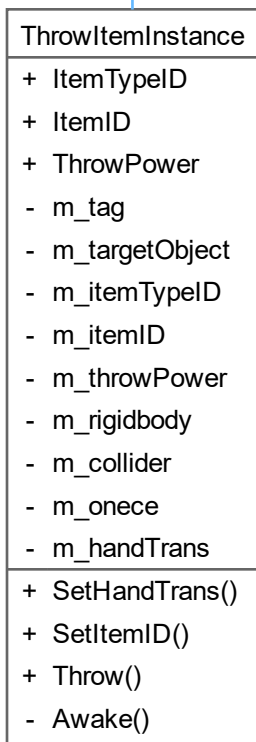 ThrowItemInstance
+ ItemTypeID
+ ItemID
+ ThrowPower
- m_tag
- m_targetObject
- m_itemTypeID
- m_itemID
- m_throwPower
- m_rigidbody
- m_collider
- m_onece
- m_handTrans
+ SetHandTrans()
+ SetItemID()
+ Throw()
- Awake()